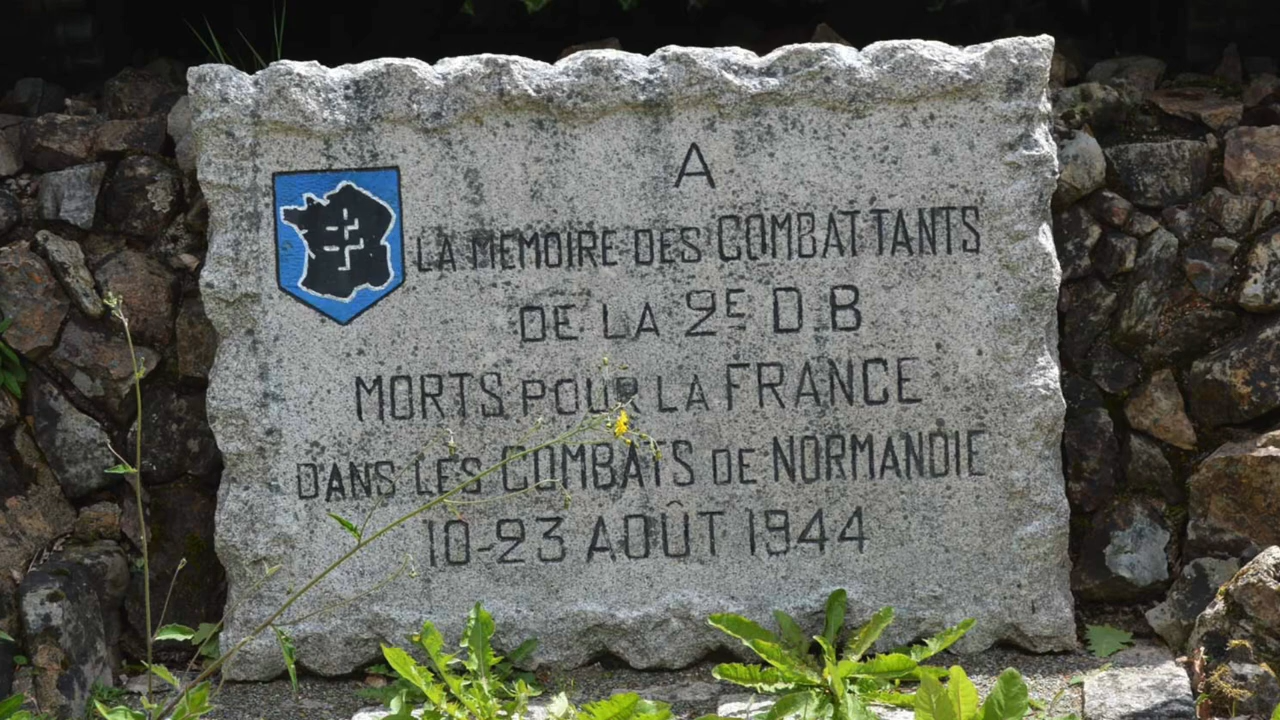 A
LA MEMOIRE DES COMBATTANTS
DE LA 2E D B
MORTS POUR LA FRANCE
DANS LES COMBATS DE NORMANDIE
10-23 AOÛT 1944